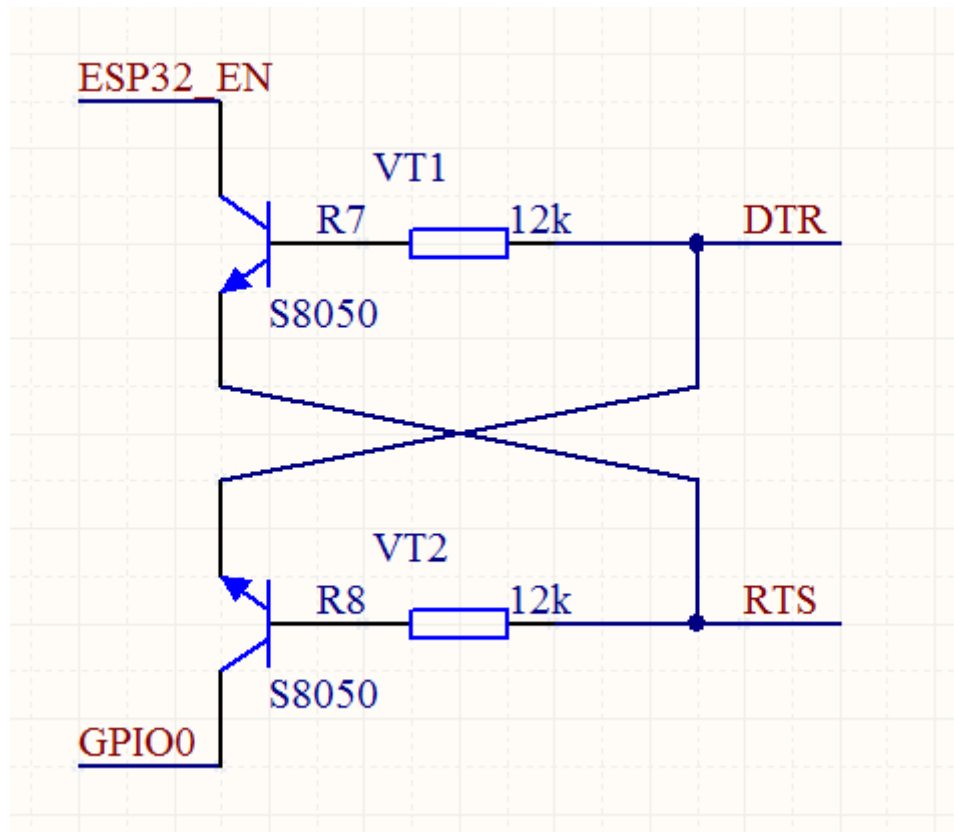 ESP32_EN
VT1
R7 12k DTR
S8050
VT2
R8 12k RTS
S8050
GPIO0